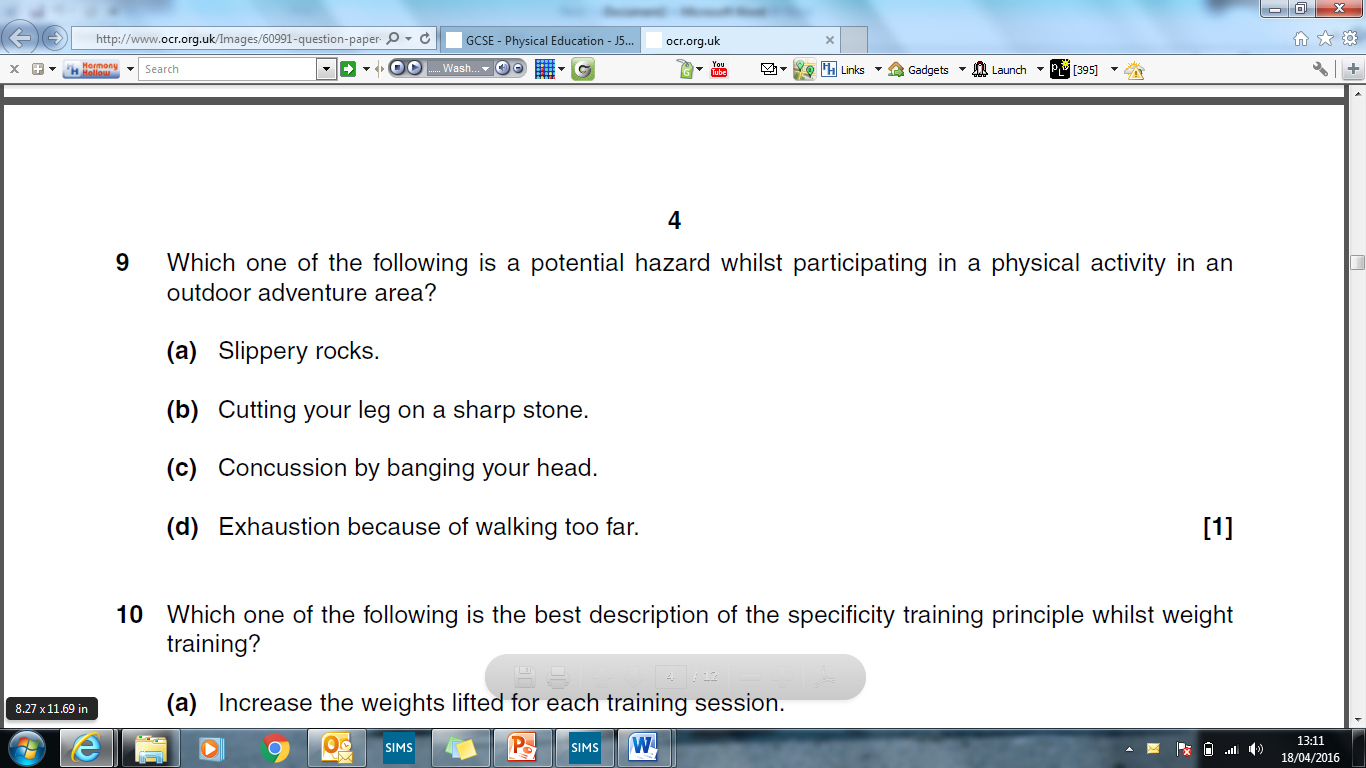 http://www.ocr.org.uk/Images/60991-question-paper-
GCSE - Physical Education - J5...
ocr.org.uk
x
Harmony Hollow
Search
..... Wash...
You Tube
Links
Gadgets
Launch
[395]
4
9 Which one of the following is a potential hazard whilst participating in a physical activity in an
outdoor adventure area?
(a) Slippery rocks.
(b) Cutting your leg on a sharp stone.
(c) Concussion by banging your head.
(d) Exhaustion because of walking too far. [1]
10 Which one of the following is the best description of the specificity training principle whilst weight
training?
4 / 12
(a) Increase the weights lifted for each training session.
8.27 x 11.69 in
SIMS
SIMS
13:11
18/04/2016